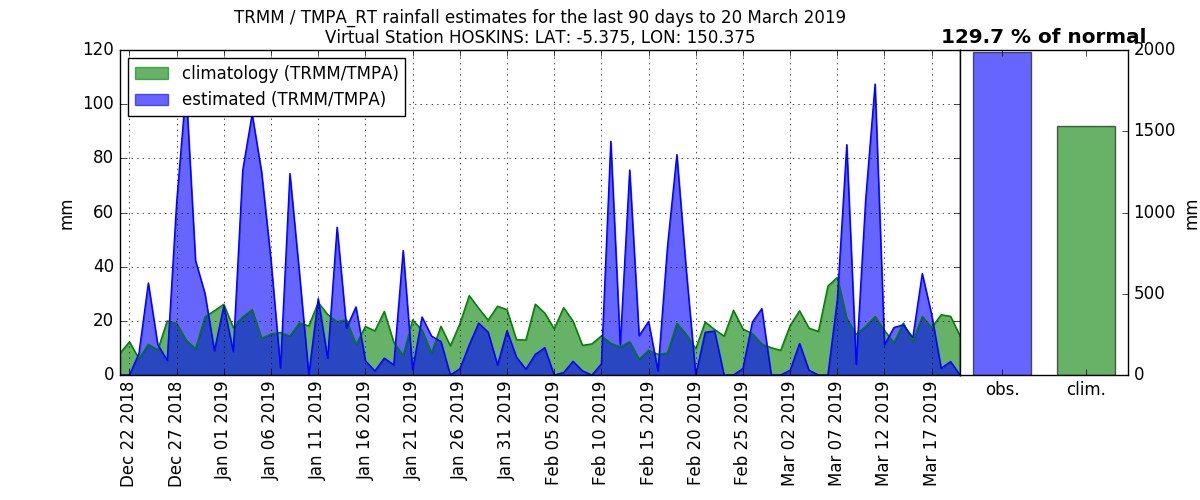 TRMM / TMPA_RT rainfall estimates for the last 90 days to 20 March 2019
Virtual Station HOSKINS: LAT: -5.375, LON: 150.375
129.7 % of normal
climatology (TRMM/TMPA)
estimated (TRMM/TMPA)
120
100
80
60
40
20
0
mm
2000
1500
1000
500
0
mm
obs.
clim.
Dec 22 2018
Dec 27 2018
Jan 01 2019
Jan 06 2019
Jan 11 2019
Jan 16 2019
Jan 21 2019
Jan 26 2019
Jan 31 2019
Feb 05 2019
Feb 10 2019
Feb 15 2019
Feb 20 2019
Feb 25 2019
Mar 02 2019
Mar 07 2019
Mar 12 2019
Mar 17 2019